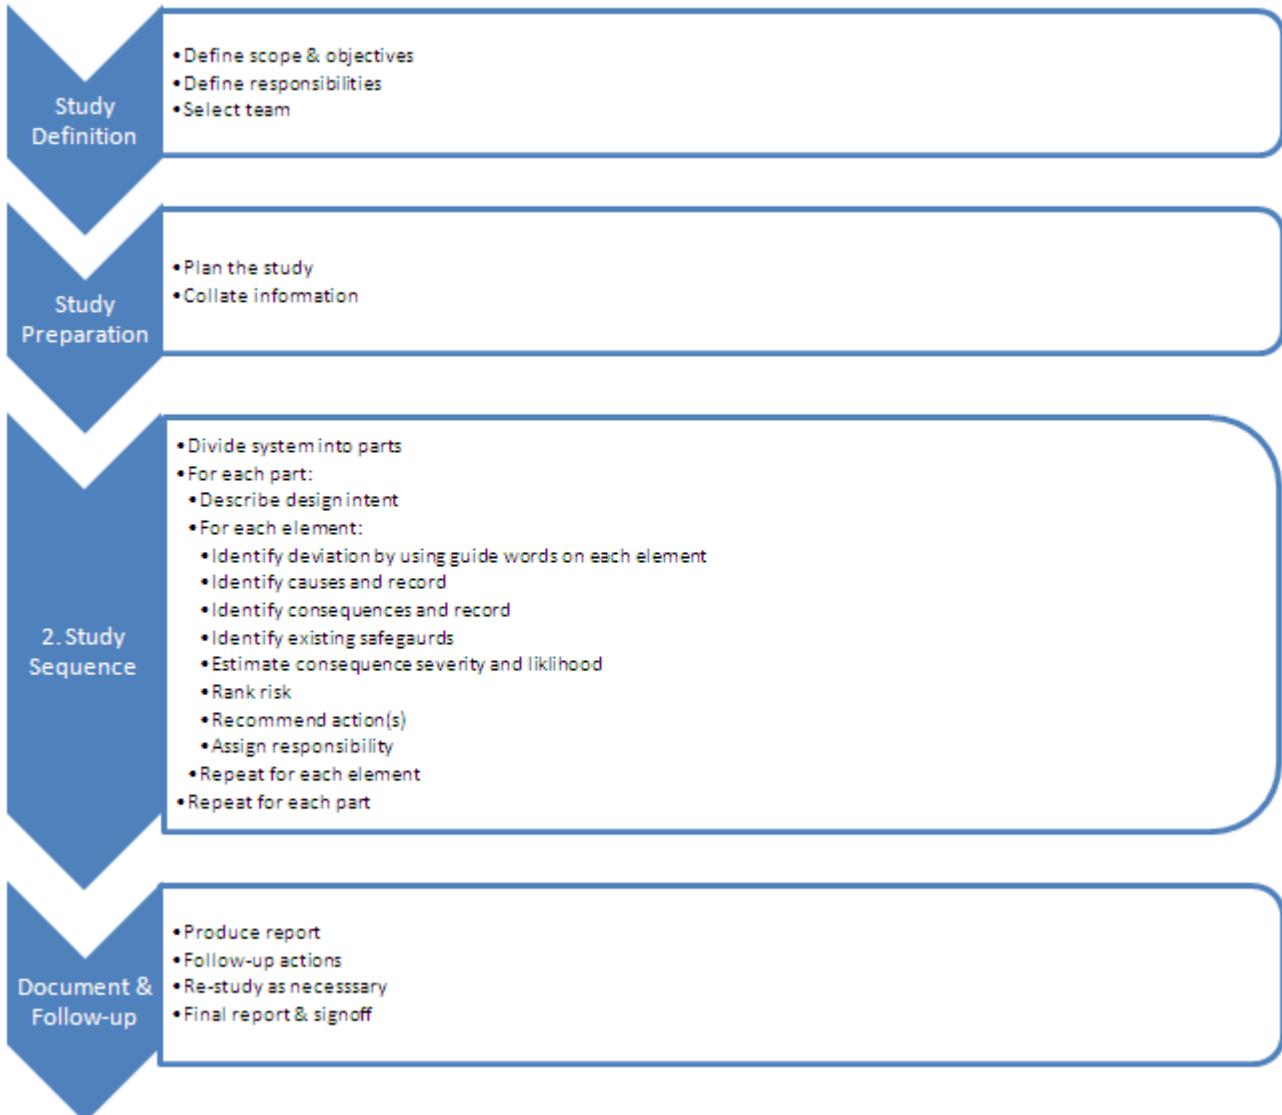 Study
Definition
•Define scope & objectives
•Define responsibilities
•Select team
Study
Preparation
•Plan the study
•Collate information
2. Study
Sequence
•Divide system into parts
•For each part:
•Describe design intent
•For each element:
•Identify deviation by using guide words on each element
•Identify causes and record
•Identify consequences and record
•Identify existing safegaurds
•Estimate consequence severity and liklihood
•Rank risk
•Recommend action(s)
•Assign responsibility
•Repeat for each element
•Repeat for each part
Document &
Follow-up
•Produce report
•Follow-up actions
•Re-study as necesssary
•Final report & signoff